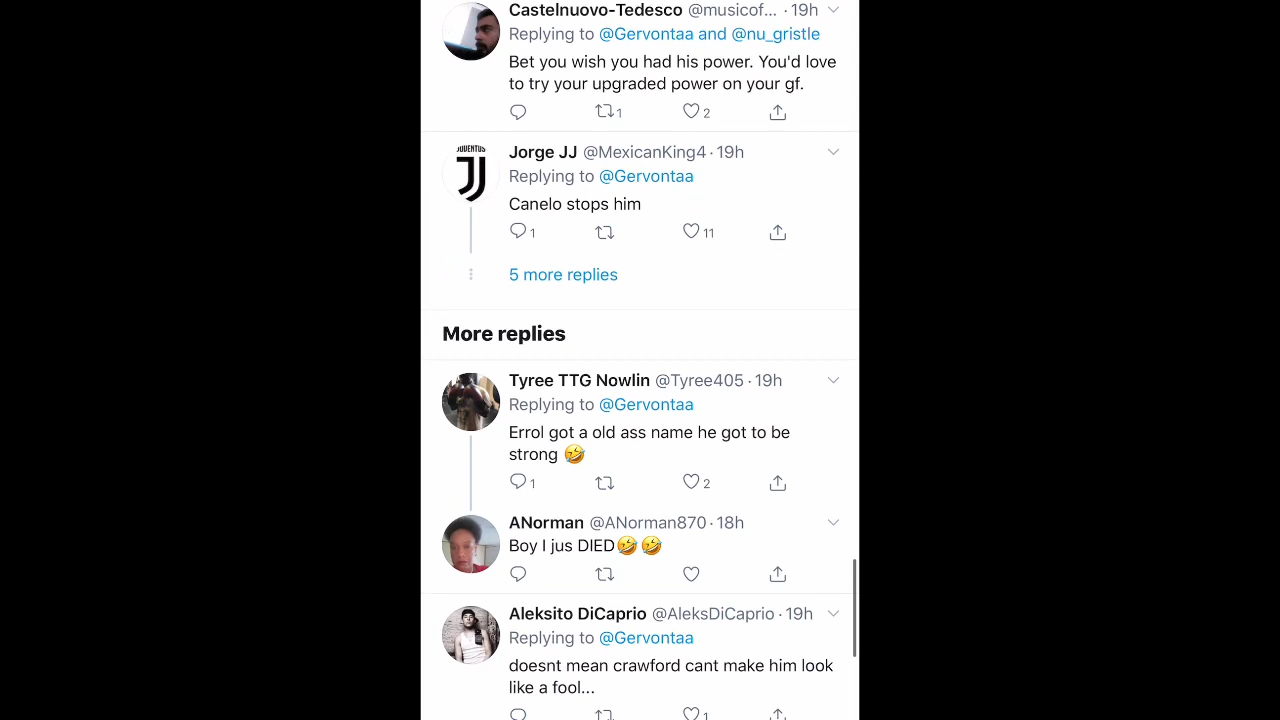 Castelnuovo-Tedesco @musicof... · 19h
Replying to @Gervontaa and @nu_gristle
Bet you wish you had his power. You'd love
to try your upgraded power on your gf.
1 2
JUVENTUS
Jorge JJ @MexicanKing4 · 19h
Replying to @Gervontaa
Canelo stops him
1 11
5 more replies
More replies
Tyree TTG Nowlin @Tyree405 · 19h
Replying to @Gervontaa
Errol got a old ass name he got to be
strong 🤣
1 2
ANorman @ANorman870 · 18h
Boy I jus DIED🤣🤣
Aleksito DiCaprio @AleksDiCaprio · 19h
Replying to @Gervontaa
doesnt mean crawford cant make him look
like a fool...
1